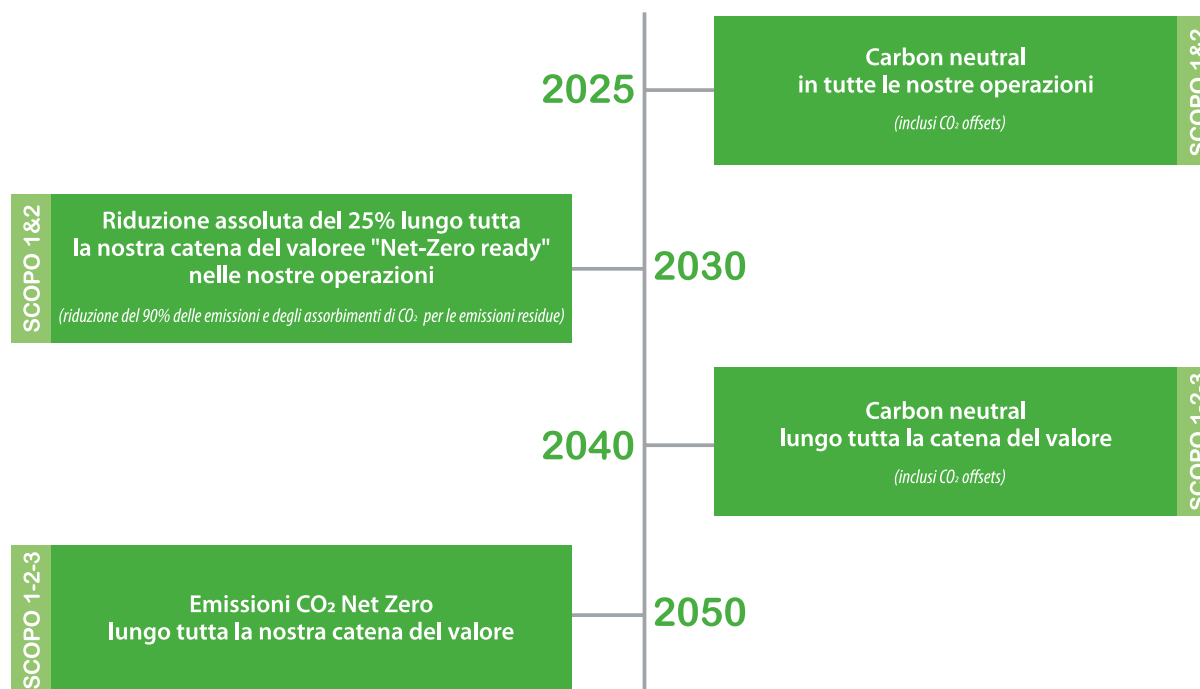 2025
Carbon neutral
in tutte le nostre operazioni
(inclusi CO₂ offsets)
SCOPO 1&2
SCOPO 1&2
Riduzione assoluta del 25% lungo tutta
la nostra catena del valoree "Net-Zero ready"
nelle nostre operazioni
(riduzione del 90% delle emissioni e degli assorbimenti di CO₂ per le emissioni residue)
2030
2040
Carbon neutral
lungo tutta la catena del valore
(inclusi CO₂ offsets)
SCOPO 1-2-3
SCOPO 1-2-3
Emissioni CO₂ Net Zero
lungo tutta la nostra catena del valore
2050